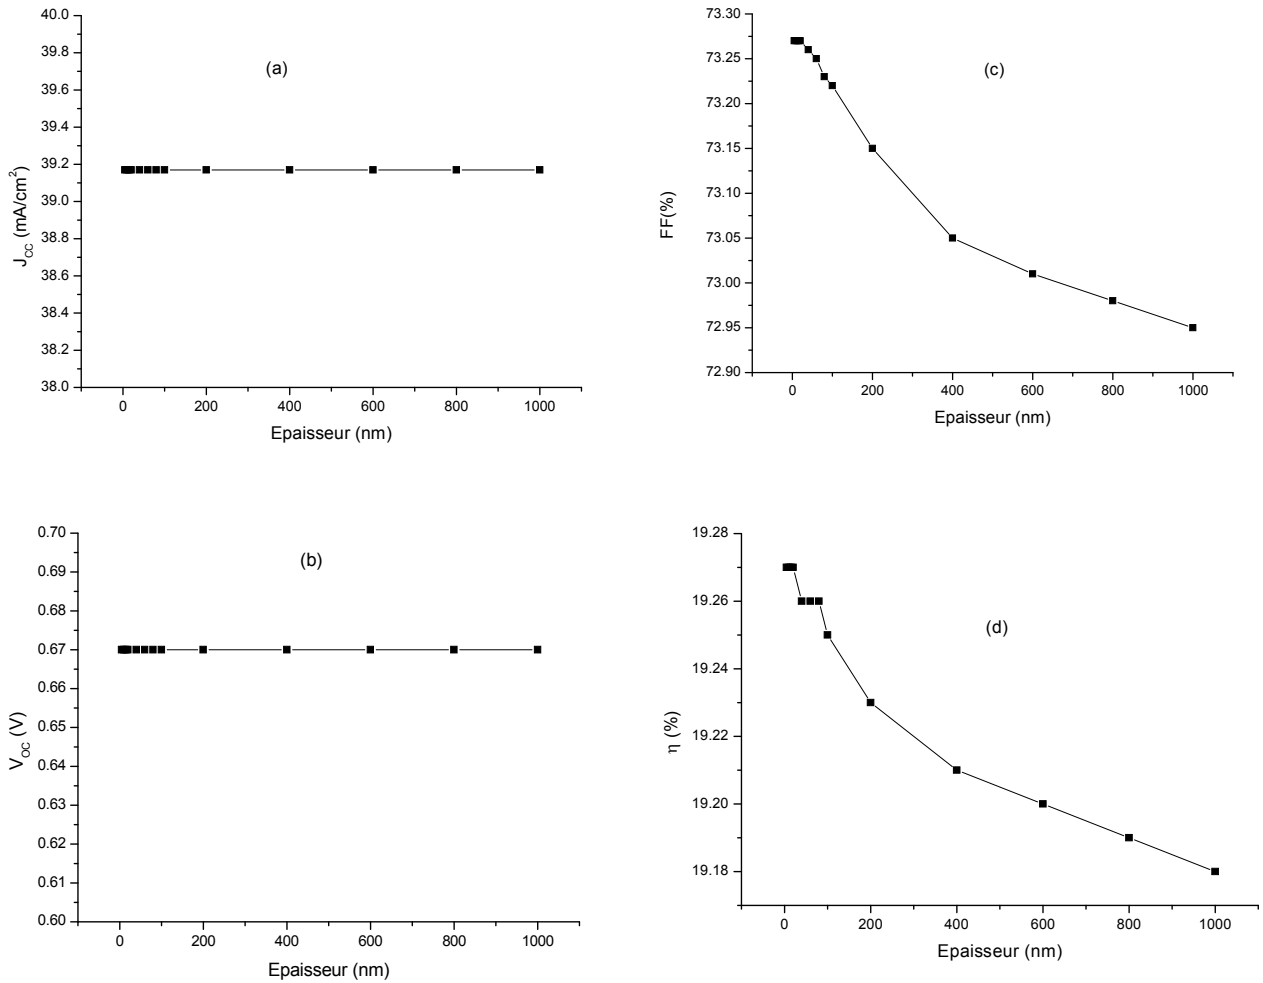 40.0
39.8
39.6
39.4
39.2
39.0
38.8
38.6
38.4
38.2
38.0
J_CC (mA/cm²)
(a)
0 200 400 600 800 1000
Epaisseur (nm)
73.30
73.25
73.20
73.15
73.10
73.05
73.00
72.95
72.90
FF(%)
(c)
0 200 400 600 800 1000
Epaisseur (nm)
0.70
0.69
0.68
0.67
0.66
0.65
0.64
0.63
0.62
0.61
0.60
V_OC (V)
(b)
0 200 400 600 800 1000
Epaisseur (nm)
19.28
19.26
19.24
19.22
19.20
19.18
η (%)
(d)
0 200 400 600 800 1000
Epaisseur (nm)